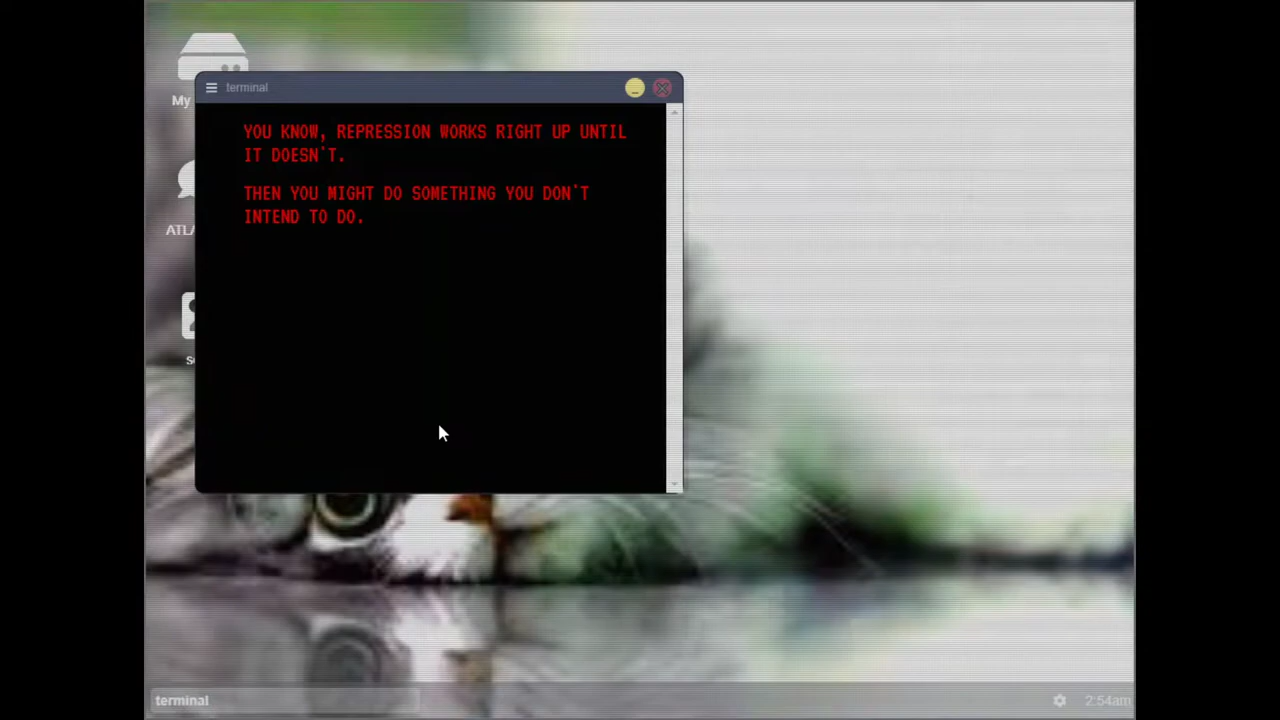 My
terminal
YOU KNOW, REPRESSION WORKS RIGHT UP UNTIL
IT DOESN'T.
THEN YOU MIGHT DO SOMETHING YOU DON'T
INTEND TO DO.
ATLA
terminal
2:54am